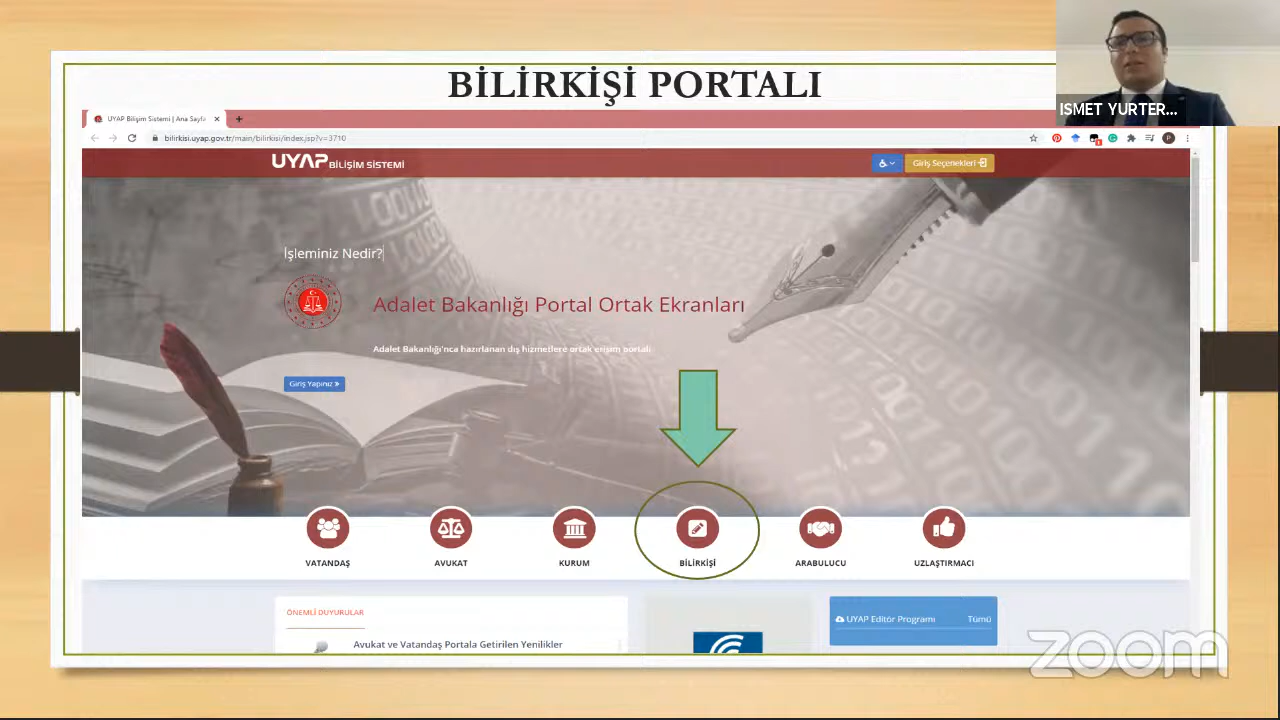 BİLİRKİŞİ PORTALI
ISMET YURTER...
UYAP Bilişim Sistemi | Ana Sayfa
bilirkisi.uyap.gov.tr/main/bilirkisi/index.jsp?v=3710
UYAP BİLİŞİM SİSTEMİ
Giriş Seçenekleri
İşleminiz Nedir?
Adalet Bakanlığı Portal Ortak Ekranları
Adalet Bakanlığı'nca hazırlanan dış hizmetlere ortak erişim portali
Giriş Yapınız »
VATANDAŞ
AVUKAT
KURUM
BİLİRKİŞİ
ARABULUCU
UZLAŞTIRMACI
ÖNEMLİ DUYURULAR
Avukat ve Vatandaş Portala Getirilen Yenilikler
UYAP Editör Programı
Tümü
zoom